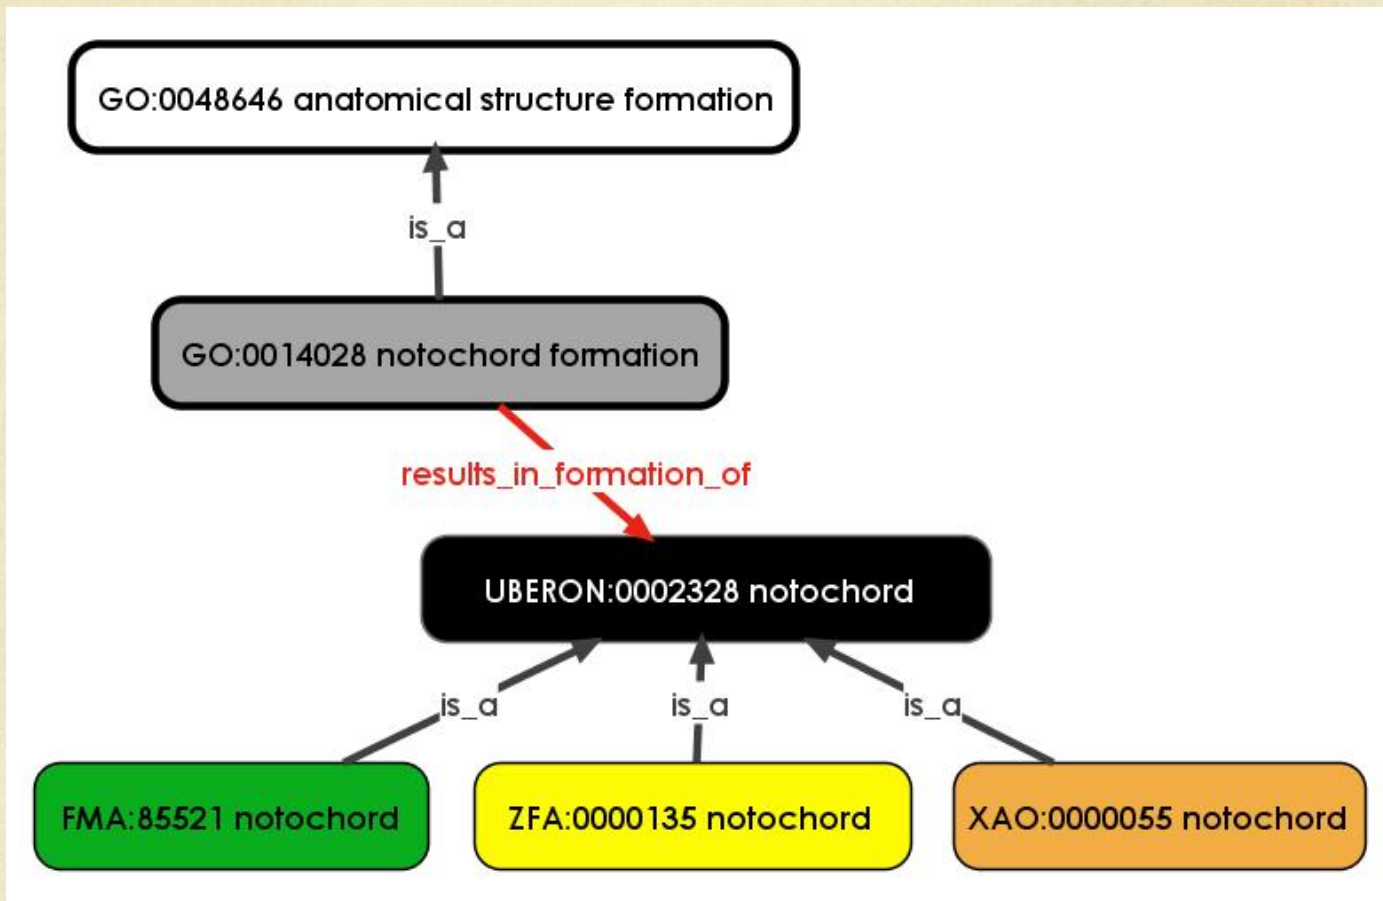 GO:0048646 anatomical structure formation
is_a
GO:0014028 notochord formation
results_in_formation_of
UBERON:0002328 notochord
is_a is_a is_a
FMA:85521 notochord ZFA:0000135 notochord XAO:0000055 notochord